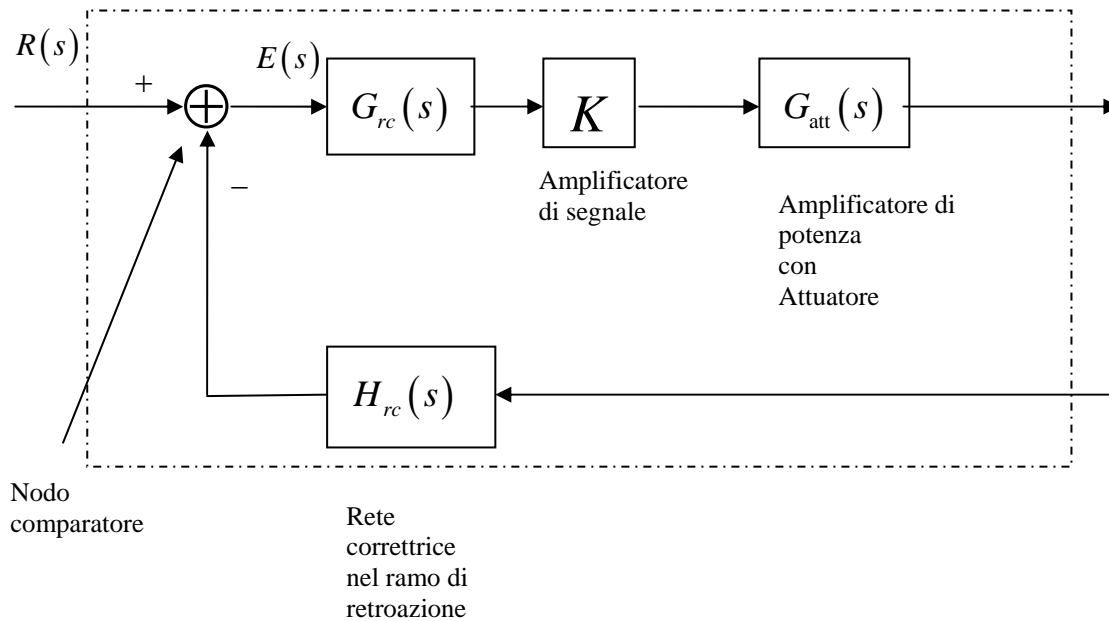 R(s)
+
E(s)
G_rc(s)
K
G_att(s)
−
Amplificatore
di segnale
Amplificatore di
potenza
con
Attuatore
H_rc(s)
Nodo
comparatore
Rete
correttrice
nel ramo di
retroazione